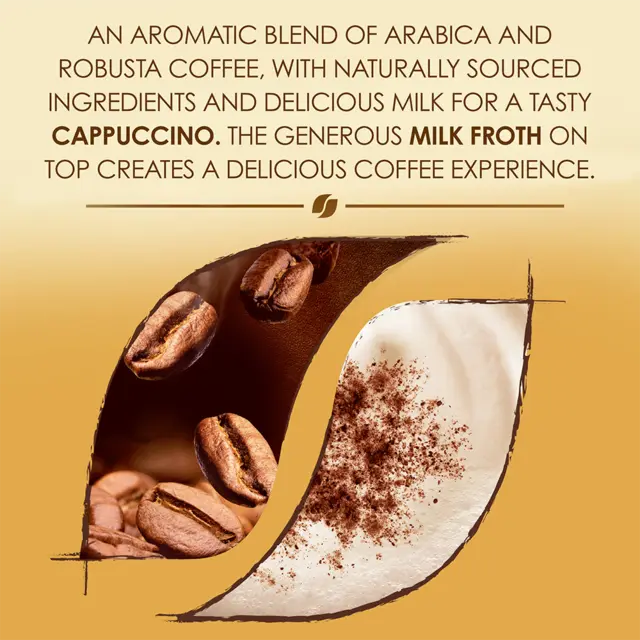 AN AROMATIC BLEND OF ARABICA AND
ROBUSTA COFFEE, WITH NATURALLY SOURCED
INGREDIENTS AND DELICIOUS MILK FOR A TASTY
CAPPUCCINO. THE GENEROUS MILK FROTH ON
TOP CREATES A DELICIOUS COFFEE EXPERIENCE.